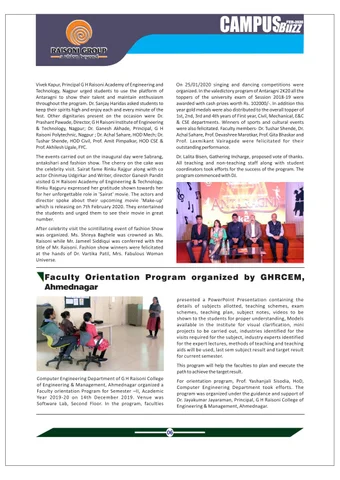 CAMPUS FEB-2020
BUZZ
RAISONI GROUP
Vivek Kapur, Principal G H Raisoni Academy of Engineering and
Technology, Nagpur urged students to use the platform of
Antaragni to show their talent and maintain enthusiasm
throughout the program. Dr. Sanjay Haridas asked students to
keep their spirits high and enjoy each and every minute of the
fest. Other dignitaries present on the occasion were Dr.
Prashant Pawade, Director, G H Raisoni Institute of Engineering
& Technology, Nagpur; Dr. Ganesh Akhade, Principal, G H
Raisoni Polytechnic, Nagpur ; Dr. Achal Sahare, HOD Mech; Dr.
Tushar Shende, HOD Civil, Prof. Amit Pimpalkar, HOD CSE &
Prof. Akhilesh Lajale, FYC.
The events carried out on the inaugural day were Satrang,
antakshari and fashion show. The cherry on the cake was
the celebrity visit. Sairat fame Rinku Rajgur along with co
actor Chinmay Udgirkar and Writer, director Ganesh Pandit
visited G H Raisoni Academy of Engineering & Technology.
Rinku Rajguru expressed her gratitude shown towards her
for her unforgettable role in 'Sairat' movie. The actors and
director spoke about their upcoming movie 'Make-up'
which is releasing on 7th February 2020. They entertained
the students and urged them to see their movie in great
number.
After celebrity visit the scintillating event of fashion Show
was organized. Ms. Shreya Baghele was crowned as Ms.
Raisoni while Mr. Jameel Siddiqui was conferred with the
title of Mr. Raisoni. Fashion show winners were felicitated
at the hands of Dr. Vartika Patil, Mrs. Fabulous Woman
Universe.
On 25/01/2020 singing and dancing competitions were
organized. In the valedictory program of Antaragni 2K20 all the
toppers of the university exam of Session 2018-19 were
awarded with cash prizes worth Rs. 102000/-. In addition this
year gold medals were also distributed to the overall topper of
1st, 2nd, 3rd and 4th years of First year, Civil, Mechanical, E&C
& CSE departments. Winners of sports and cultural events
were also felicitated. Faculty members- Dr. Tushar Shende, Dr.
Achal Sahare, Prof. Devashree Marotkar, Prof. Gita Bhaskar and
Prof. Laxmikant Vairagade were felicitated for their
outstanding performance.
Dr. Lalita Biven, Gathering Incharge, proposed vote of thanks.
All teaching and non-teaching staff along with student
coordinators took efforts for the success of the program. The
program commenced with DJ.
Faculty Orientation Program organized by GHRCEM,
Ahmednagar
Computer Engineering Department of G H Raisoni College
of Engineering & Management, Ahmednagar organized a
Faculty orientation Program for Semester –II, Academic
Year 2019-20 on 14th December 2019. Venue was
Software Lab, Second Floor. In the program, faculties
presented a PowerPoint Presentation containing the
details of subjects allotted, teaching schemes, exam
schemes, teaching plan, subject notes, videos to be
shown to the students for proper understanding, Models
available in the institute for visual clarification, mini
projects to be carried out, industries identified for the
visits required for the subject, industry experts identified
for the expert lectures, methods of teaching and teaching
aids will be used, last sem subject result and target result
for current semester.
This program will help the faculties to plan and execute the
path to achieve the target result.
For orientation program, Prof. Yashanjali Sisodia, HoD,
Computer Engineering Department took efforts. The
program was organized under the guidance and support of
Dr. Jayakumar Jayaraman, Principal, G H Raisoni College of
Engineering & Management, Ahmednagar.